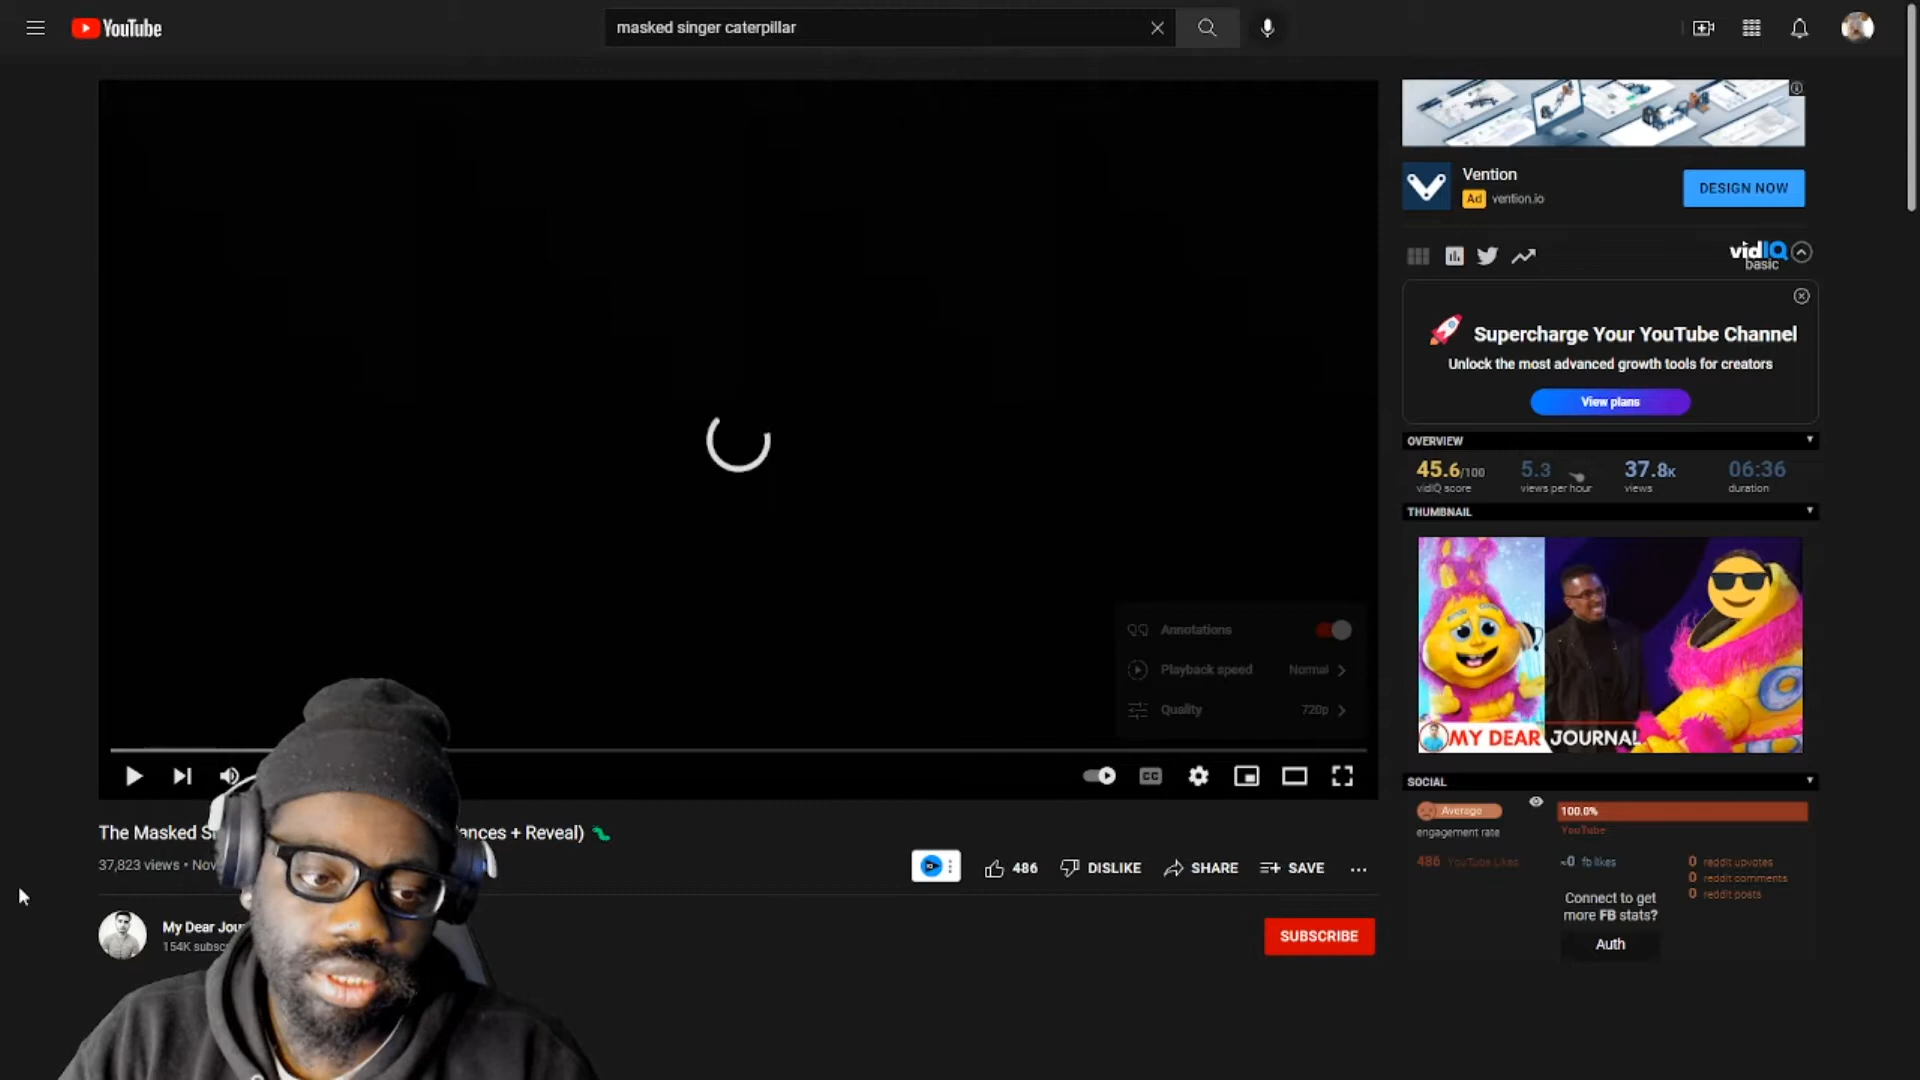 YouTube
masked singer caterpillar
Vention
Ad vention.io
DESIGN NOW
vidIQ
basic
Supercharge Your YouTube Channel
Unlock the most advanced growth tools for creators
View plans
OVERVIEW
45.6/100 5.3 37.8K 06:36
vidIQ score views per hour views duration
THUMBNAIL
MY DEAR JOURNAL
Annotations
Playback speed Normal
Quality 720p
CC
The Masked S ances + Reveal)
37,823 views • Nov
486 DISLIKE SHARE SAVE
My Dear Jou
154K subsc
SUBSCRIBE
SOCIAL
Average 100.0%
engagement rate YouTube
486 YouTube Likes 0 fb likes 0 reddit upvotes
0 reddit comments
0 reddit posts
Connect to get
more FB stats?
Auth